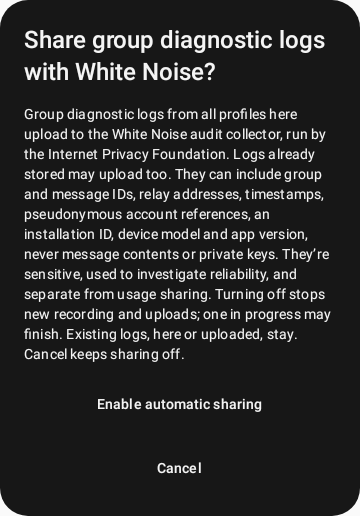 Share group diagnostic logs
with White Noise?
Group diagnostic logs from all profiles here
upload to the White Noise audit collector, run by
the Internet Privacy Foundation. Logs already
stored may upload too. They can include group
and message IDs, relay addresses, timestamps,
pseudonymous account references, an
installation ID, device model and app version,
never message contents or private keys. They’re
sensitive, used to investigate reliability, and
separate from usage sharing. Turning off stops
new recording and uploads; one in progress may
finish. Existing logs, here or uploaded, stay.
Cancel keeps sharing off.
Enable automatic sharing
Cancel